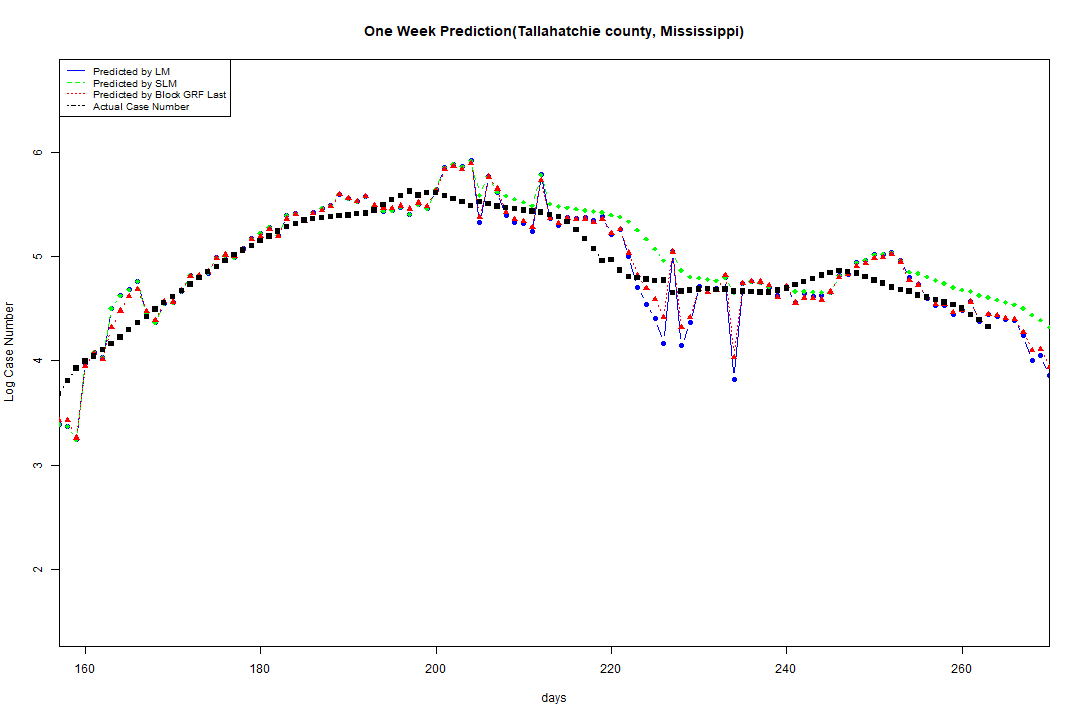 One Week Prediction(Tallahatchie county, Mississippi)
Predicted by LM
Predicted by SLM
Predicted by Block GRF Last
Actual Case Number
6
5
4
3
2
Log Case Number
160 180 200 220 240 260
days